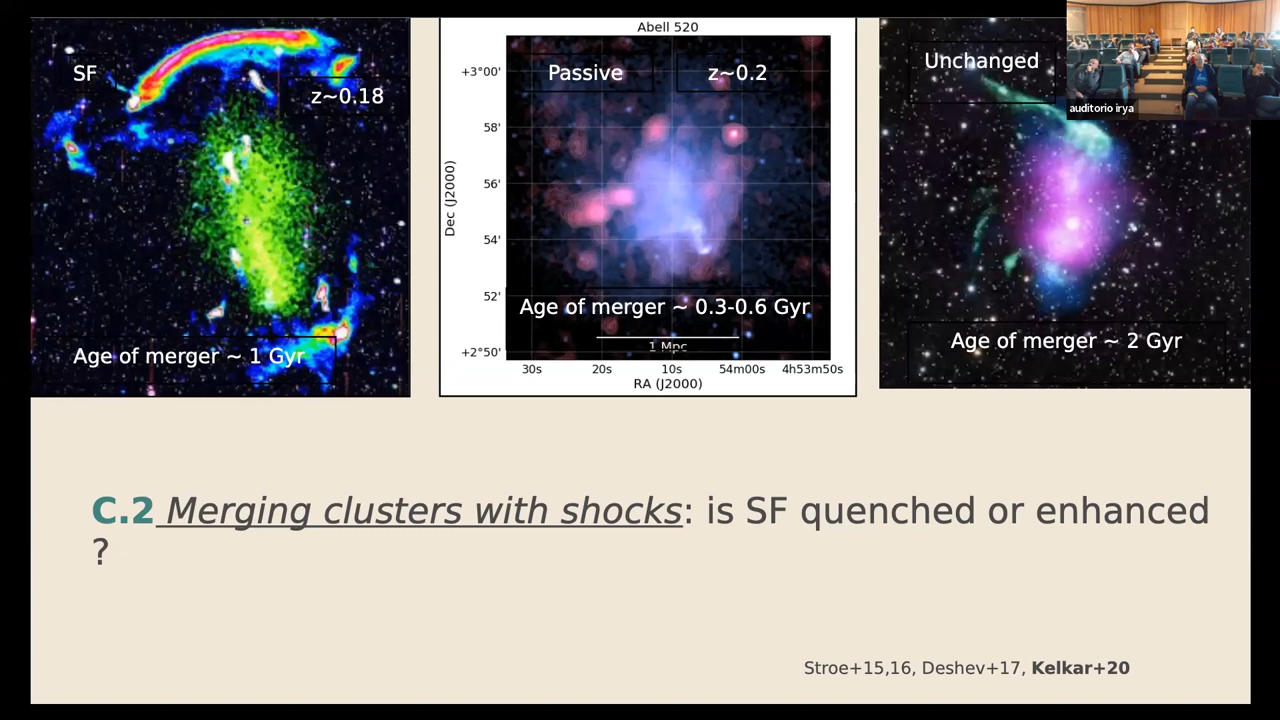 SF
z~0.18
Age of merger ~ 1 Gyr
Abell 520
Passive
z~0.2
+3°00'
58'
56'
54'
52'
+2°50'
Dec (J2000)
Age of merger ~ 0.3-0.6 Gyr
1 Mpc
30s
20s
10s
54m00s
4h53m50s
RA (J2000)
Unchanged
Age of merger ~ 2 Gyr
auditorio irya
C.2 Merging clusters with shocks: is SF quenched or enhanced
?
Stroe+15,16, Deshev+17, Kelkar+20